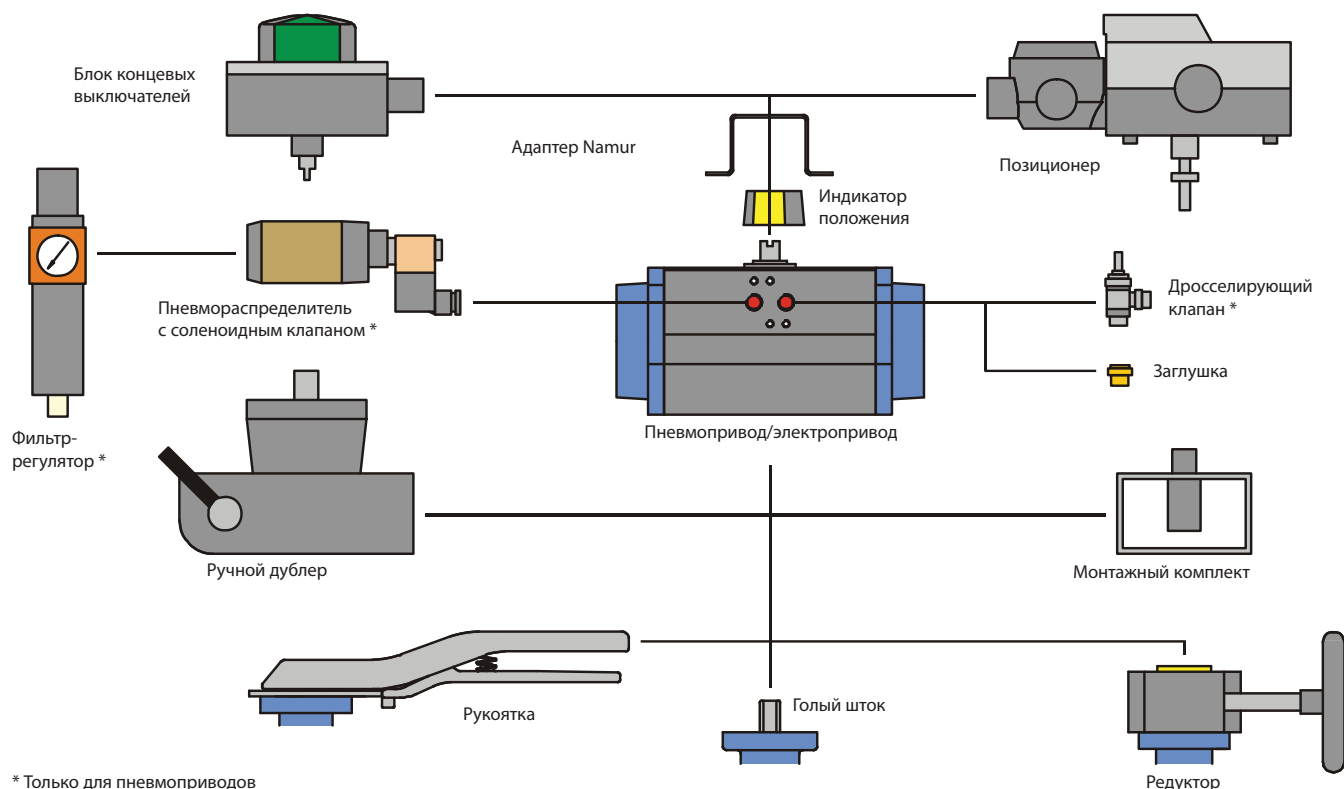 Блок концевых
выключателей
Адаптер Namur
Позиционер
Индикатор
положения
Пневмораспределитель
с соленоидным клапаном *
Дросселирующий
клапан *
Заглушка
Фильтр-
регулятор *
Пневмопривод/электропривод
Ручной дублер
Монтажный комплект
Рукоятка
Голый шток
Редуктор
* Только для пневмоприводов